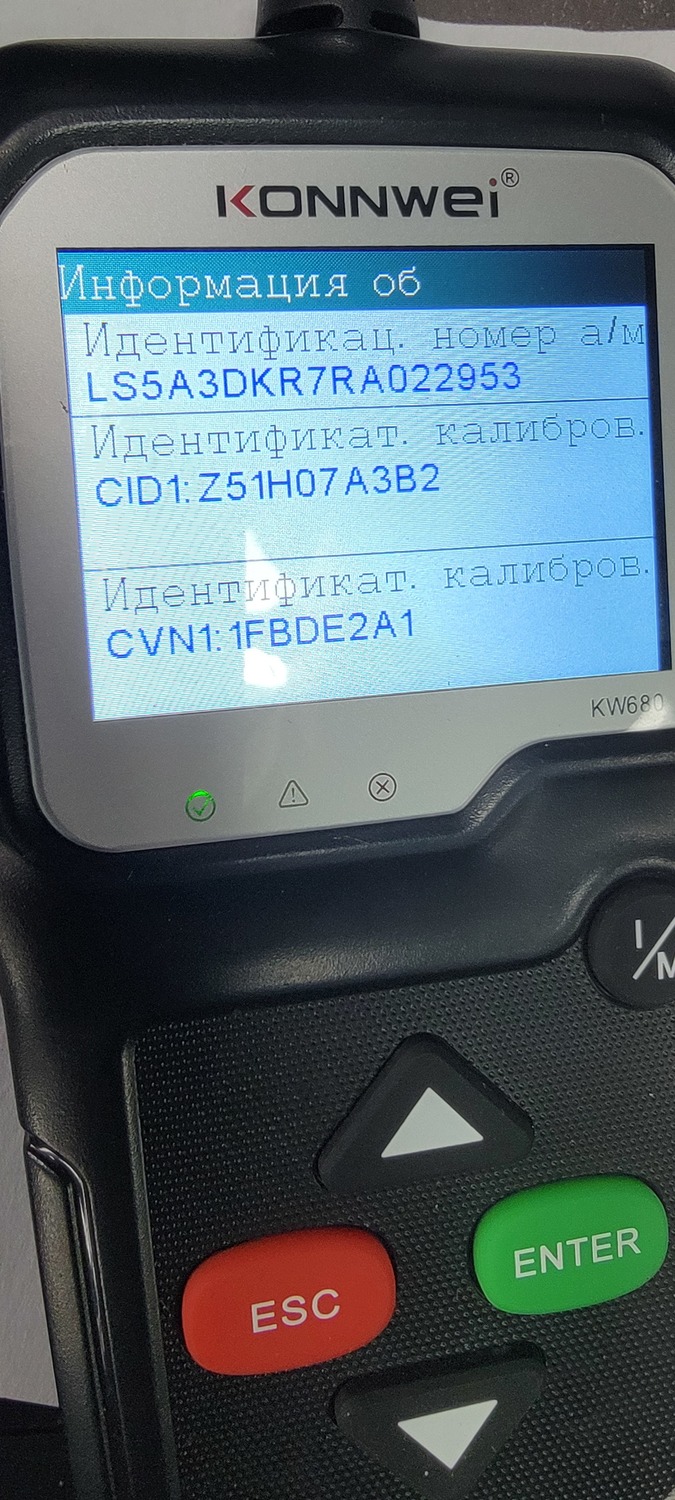 KONNWEI®
Информация об
Идентификац. номер а/м
LS5A3DKR7RA022953
Идентификат. калибров.
CID1: Z51H07A3B2
Идентификат. калибров.
CVN1: 1FBDE2A1
KW680
I/M
ENTER
ESC